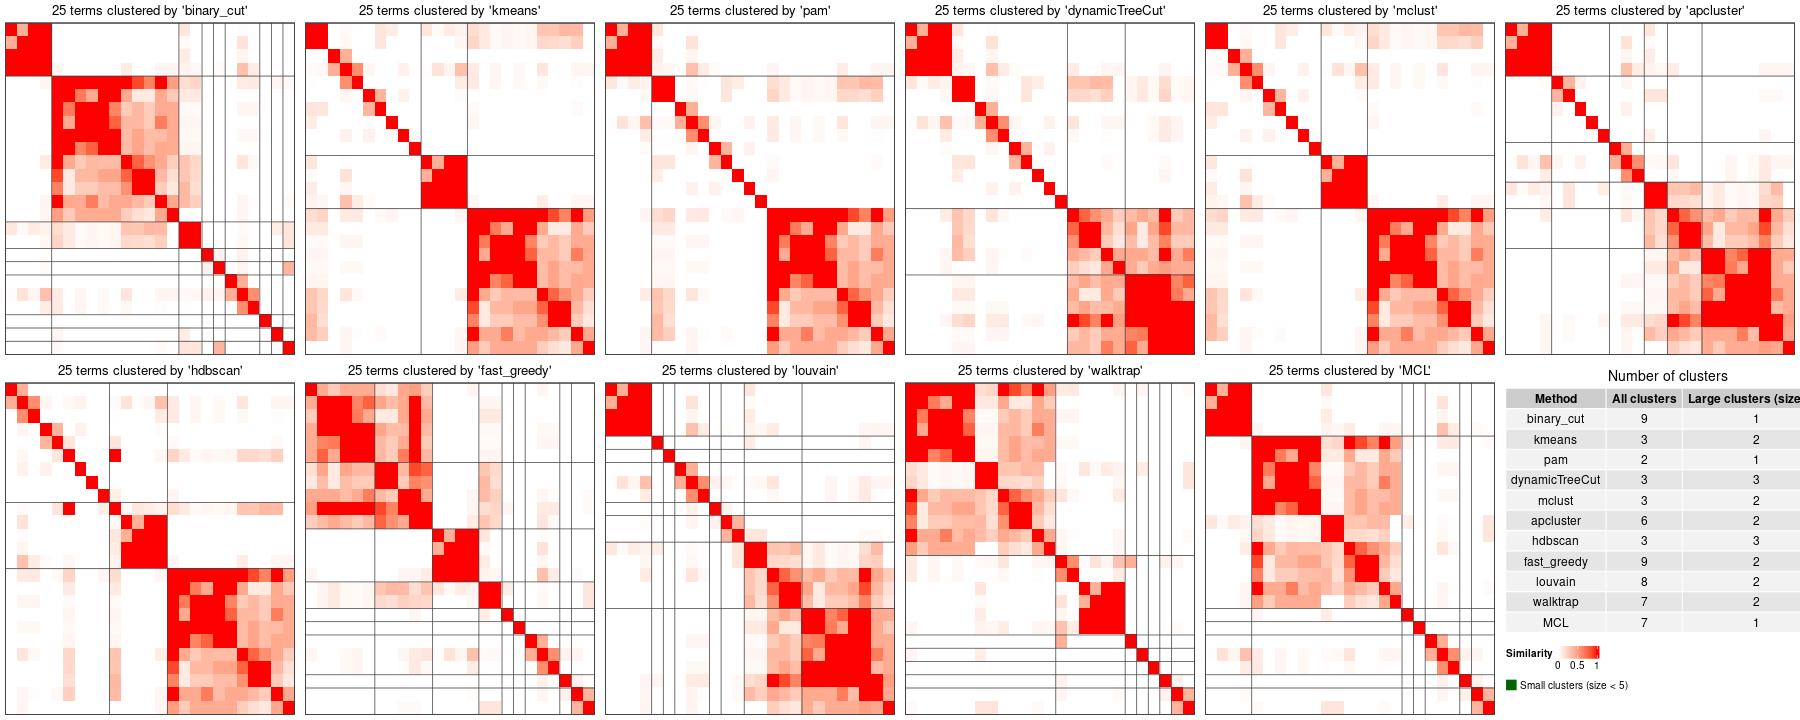 25 terms clustered by 'binary_cut'
25 terms clustered by 'kmeans'
25 terms clustered by 'pam'
25 terms clustered by 'dynamicTreeCut'
25 terms clustered by 'mclust'
25 terms clustered by 'apcluster'
25 terms clustered by 'hdbscan'
25 terms clustered by 'fast_greedy'
25 terms clustered by 'louvain'
25 terms clustered by 'walktrap'
25 terms clustered by 'MCL'
Number of clusters
Method All clusters Large clusters (size
binary_cut 9 1
kmeans 3 2
pam 2 1
dynamicTreeCut 3 3
mclust 3 2
apcluster 6 2
hdbscan 3 3
fast_greedy 9 2
louvain 8 2
walktrap 7 2
MCL 7 1
Similarity
0 0.5 1
Small clusters (size < 5)